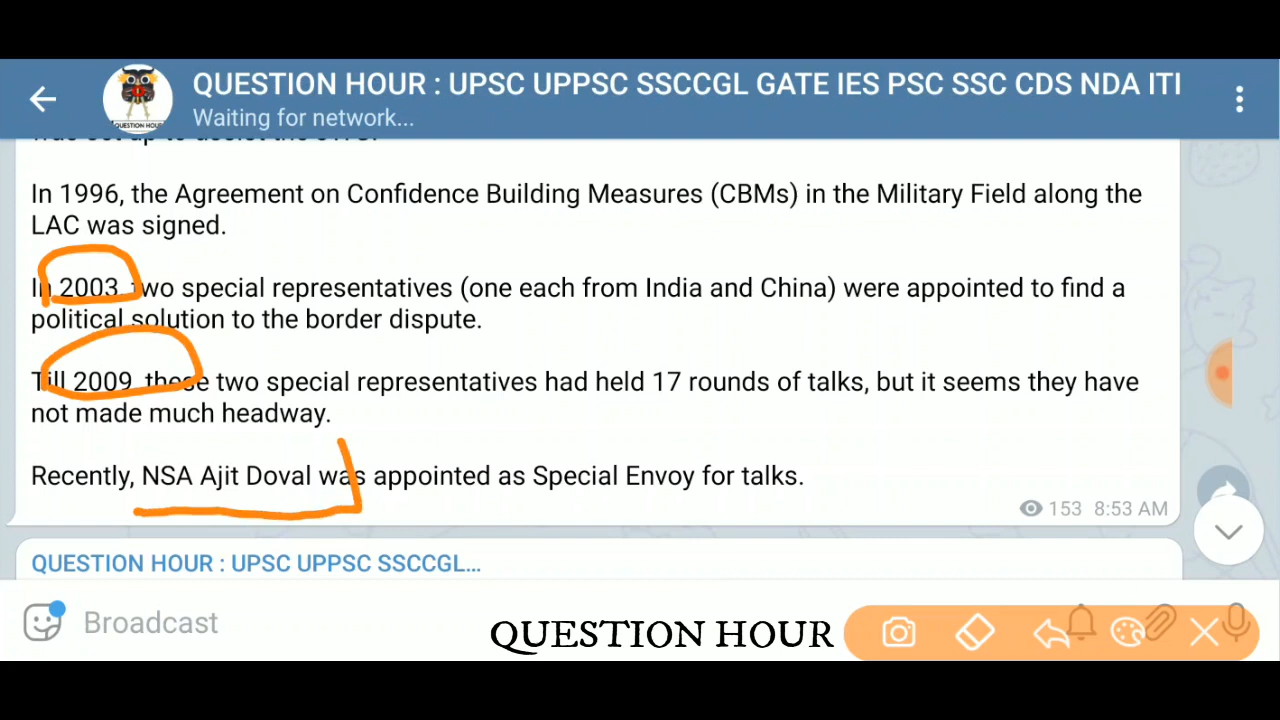 QUESTION HOUR : UPSC UPPSC SSCCGL GATE IES PSC SSC CDS NDA ITI
QUESTION HOUR
Waiting for network...
In 1996, the Agreement on Confidence Building Measures (CBMs) in the Military Field along the
LAC was signed.
In 2003, two special representatives (one each from India and China) were appointed to find a
political solution to the border dispute.
Till 2009, these two special representatives had held 17 rounds of talks, but it seems they have
not made much headway.
Recently, NSA Ajit Doval was appointed as Special Envoy for talks.
153 8:53 AM
QUESTION HOUR : UPSC UPPSC SSCCGL...
Broadcast
QUESTION HOUR